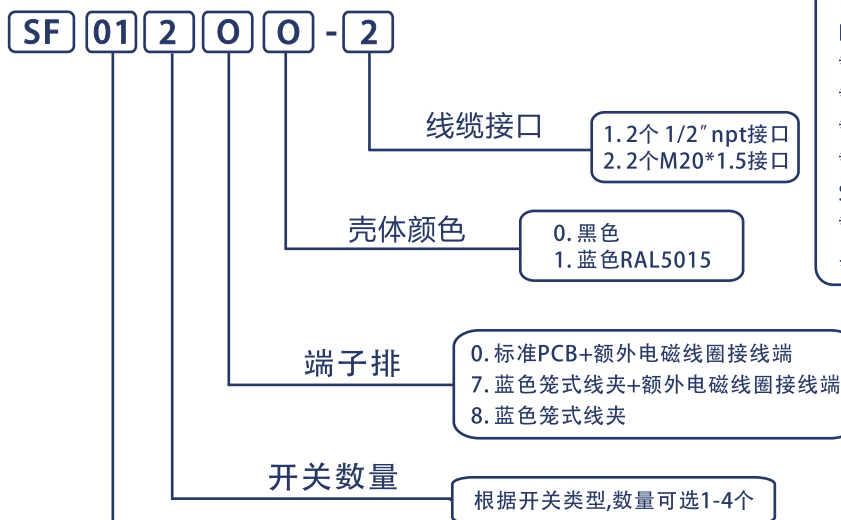 SF 01 2 0 0 - 2
线缆接口
1. 2个 1/2″npt接口
2. 2个M20*1.5接口
壳体颜色
0. 黑色
1. 蓝色RAL5015
端子排
0. 标准PCB+额外电磁线圈接线端
7. 蓝色笼式线夹+额外电磁线圈接线端
8. 蓝色笼式线夹
开关数量
根据开关类型,数量可选1-4个